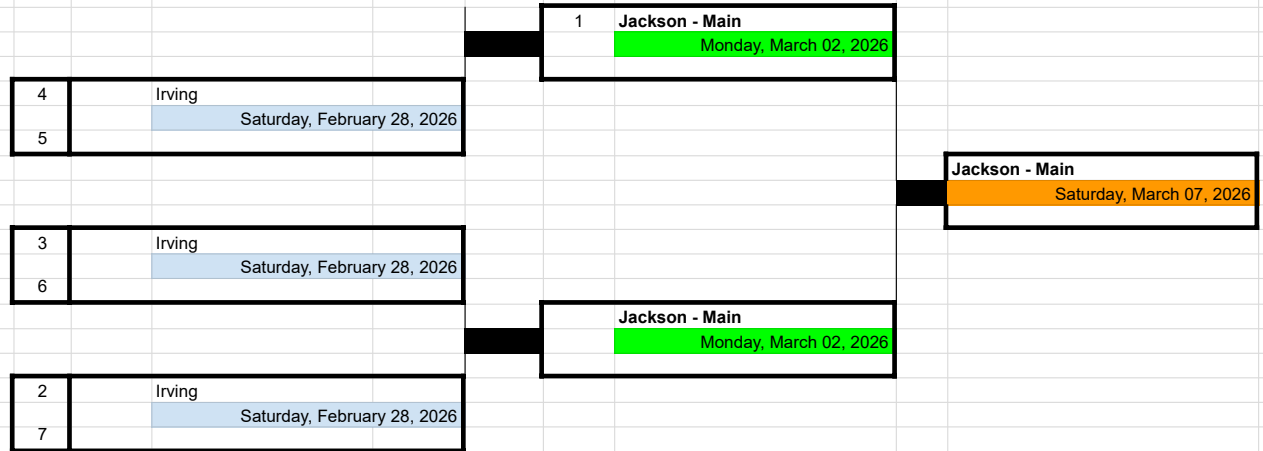 1 Jackson - Main
Monday, March 02, 2026
4 Irving
Saturday, February 28, 2026
5
Jackson - Main
Saturday, March 07, 2026
3 Irving
Saturday, February 28, 2026
6
Jackson - Main
Monday, March 02, 2026
2 Irving
Saturday, February 28, 2026
7